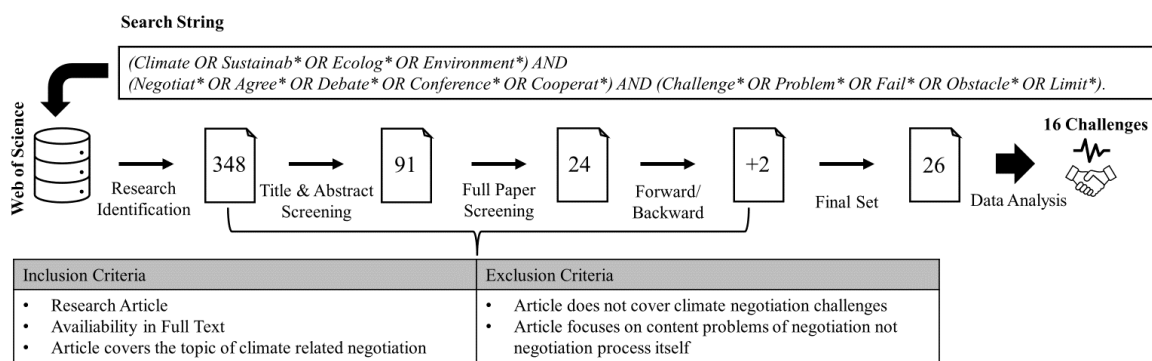 Search String
(Climate OR Sustainab* OR Ecolog* OR Environment*) AND
(Negotiat* OR Agree* OR Debate* OR Conference* OR Cooperat*) AND (Challenge* OR Problem* OR Fail* OR Obstacle* OR Limit*).
Web of Science
Research
Identification
348
Title & Abstract
Screening
91
Full Paper
Screening
24
Forward/
Backward
+2
Final Set
26
Data Analysis
16 Challenges
Inclusion Criteria
• Research Article
• Availiability in Full Text
• Article covers the topic of climate related negotiation
Exclusion Criteria
• Article does not cover climate negotiation challenges
• Article focuses on content problems of negotiation not
negotiation process itself